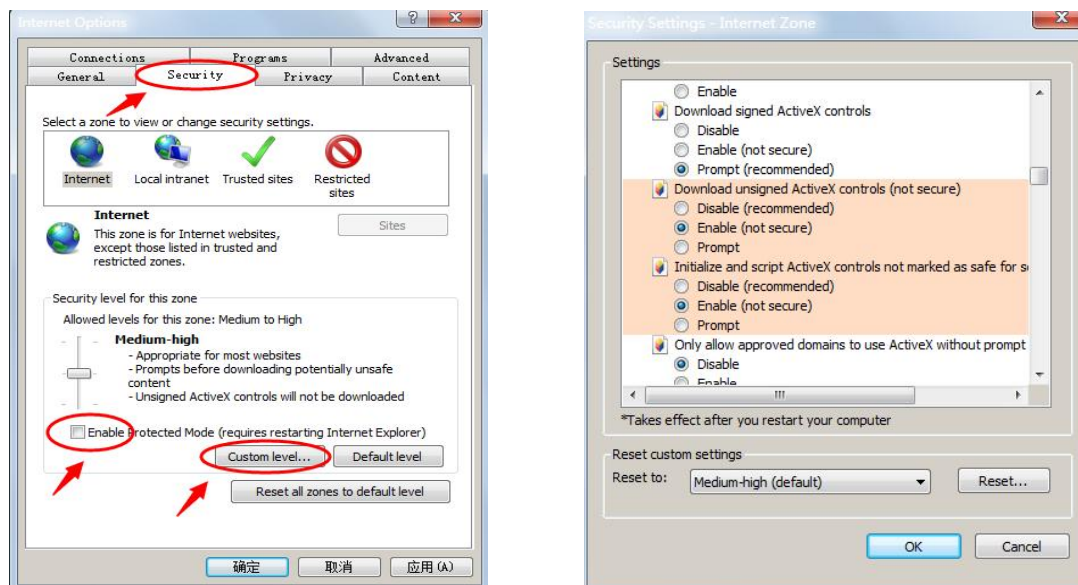 Internet Options
Connections Programs Advanced
General Security Privacy Content
Select a zone to view or change security settings.
Internet Local intranet Trusted sites Restricted
sites
Internet
This zone is for Internet websites,
except those listed in trusted and
restricted zones.
Sites
Security level for this zone
Allowed levels for this zone: Medium to High
Medium-high
- Appropriate for most websites
- Prompts before downloading potentially unsafe
content
- Unsigned ActiveX controls will not be downloaded
Enable Protected Mode (requires restarting Internet Explorer)
Custom level... Default level
Reset all zones to default level
确定 取消 应用(A)
Security Settings - Internet Zone
Settings
Enable
Download signed ActiveX controls
Disable
Enable (not secure)
Prompt (recommended)
Download unsigned ActiveX controls (not secure)
Disable (recommended)
Enable (not secure)
Prompt
Initialize and script ActiveX controls not marked as safe for s
Disable (recommended)
Enable (not secure)
Prompt
Only allow approved domains to use ActiveX without prompt
Disable
Enable
*Takes effect after you restart your computer
Reset custom settings
Reset to: Medium-high (default) Reset...
OK Cancel